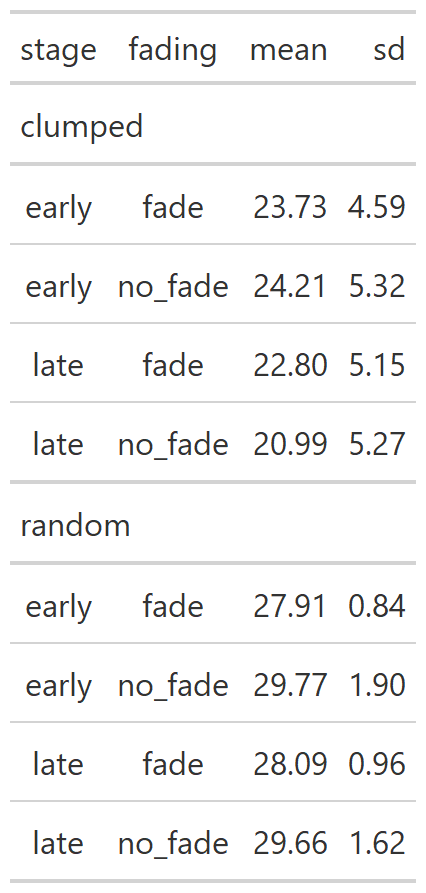 stage fading mean sd
clumped
early fade 23.73 4.59
early no_fade 24.21 5.32
late fade 22.80 5.15
late no_fade 20.99 5.27
random
early fade 27.91 0.84
early no_fade 29.77 1.90
late fade 28.09 0.96
late no_fade 29.66 1.62